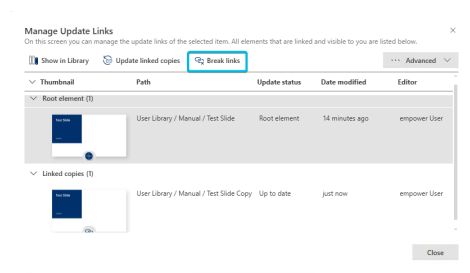 Manage Update Links
On this screen you can manage the update links of the selected item. All elements that are linked and visible to you are listed below.
Show in Library Update linked copies Break links ··· Advanced
Thumbnail Path Update status Date modified Editor
Root element (1)
Test Slide
User Library / Manual / Test Slide Root element 14 minutes ago empower User
Linked copies (1)
Test Slide
User Library / Manual / Test Slide Copy Up to date just now empower User
Close